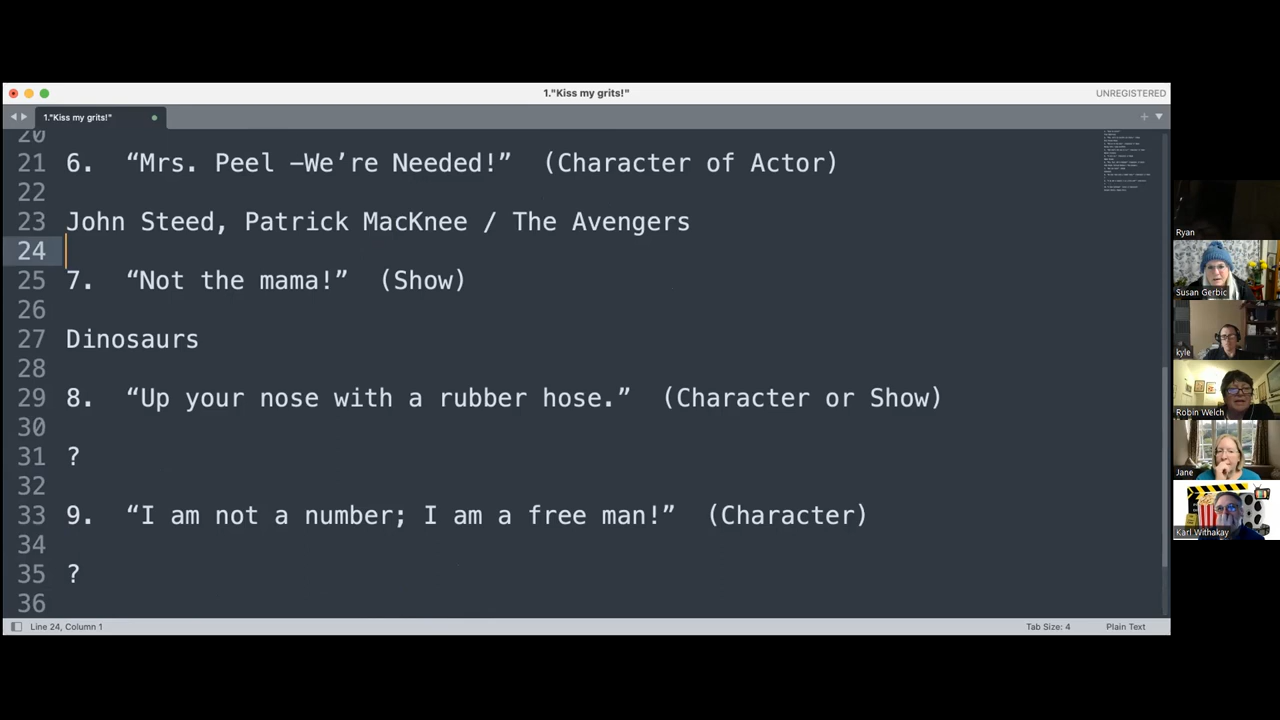 1."Kiss my grits!"
UNREGISTERED
1."Kiss my grits!"
20
21 6. “Mrs. Peel –We’re Needed!” (Character of Actor)
22
23 John Steed, Patrick MacKnee / The Avengers
24
25 7. “Not the mama!” (Show)
26
27 Dinosaurs
28
29 8. “Up your nose with a rubber hose.” (Character or Show)
30
31 ?
32
33 9. “I am not a number; I am a free man!” (Character)
34
35 ?
36
Line 24, Column 1
Tab Size: 4
Plain Text
Ryan
Susan Gerbic
kyle
Robin Welch
Jane
Karl Withakay